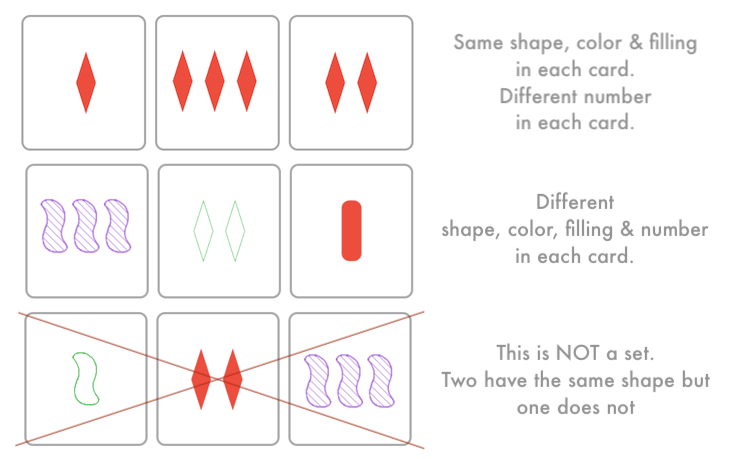 Same shape, color & filling
in each card.
Different number
in each card.
Different
shape, color, filling & number
in each card.
This is NOT a set.
Two have the same shape but
one does not